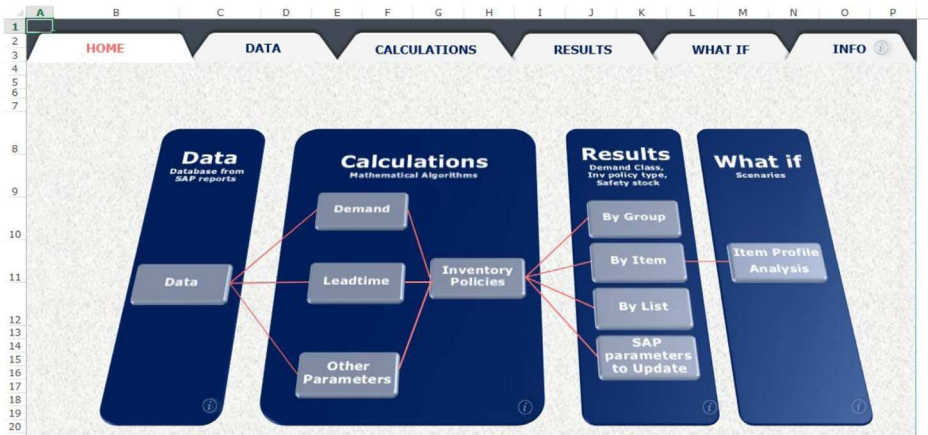 A B C D E F G H I J K L M N O P
1
2
3
4
5
6
7
8
9
10
11
12
13
14
15
16
17
18
19
20
HOME DATA CALCULATIONS RESULTS WHAT IF INFO i
Data
Database from
SAP reports
Data
i
Calculations
Mathematical Algorithms
Demand
Leadtime
Other
Parameters
Inventory
Policies
i
Results
Demand Class,
Inv policy type,
Safety stock
By Group
By Item
By List
SAP
parameters
to Update
i
What if
Scenaries
Item Profile
Analysis
i